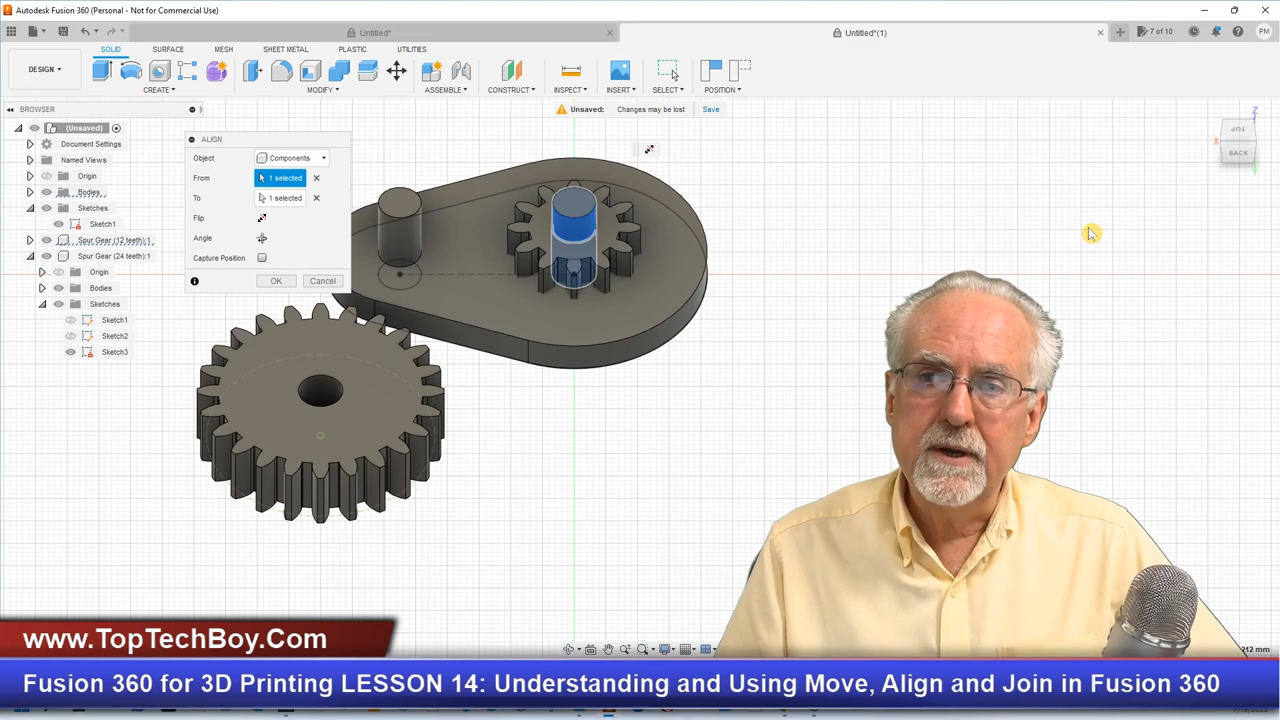 Autodesk Fusion 360 (Personal - Not for Commercial Use)
Untitled*
Untitled*(1)
7 of 10
PM
SOLID
SURFACE
MESH
SHEET METAL
PLASTIC
UTILITIES
DESIGN
CREATE
MODIFY
ASSEMBLE
CONSTRUCT
INSPECT
INSERT
SELECT
POSITION
BROWSER
Unsaved: Changes may be lost Save
(Unsaved)
Document Settings
Named Views
Origin
Bodies
Sketches
Sketch1
Spur Gear (12 teeth):1
Spur Gear (24 teeth):1
Origin
Bodies
Sketches
Sketch1
Sketch2
Sketch3
ALIGN
Object Components
From 1 selected
To 1 selected
Flip
Angle
Capture Position
OK Cancel
Z
X
TOP
BACK
www.TopTechBoy.Com
Fusion 360 for 3D Printing LESSON 14: Understanding and Using Move, Align and Join in Fusion 360